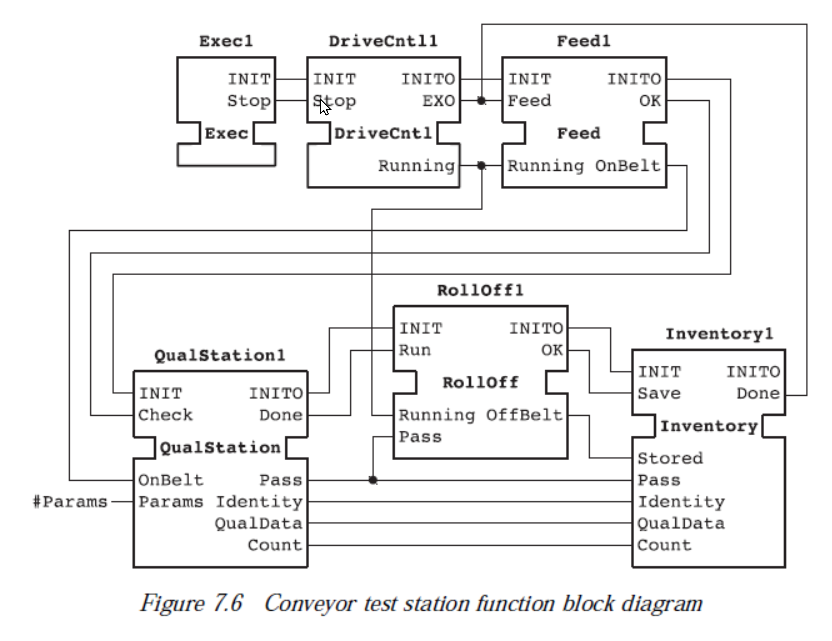 Exec1 DriveCntl1 Feed1
INIT INIT INITO INIT INITO
Stop Stop EXO Feed OK
Exec DriveCntl Feed
Running Running OnBelt
RollOff1
INIT INITO
Run OK
RollOff
Running OffBelt
Pass
Inventory1
INIT INITO
Save Done
Inventory
Stored
Pass
Identity
QualData
Count
QualStation1
INIT INITO
Check Done
QualStation
OnBelt Pass
#Params Params Identity
QualData
Count
Figure 7.6 Conveyor test station function block diagram